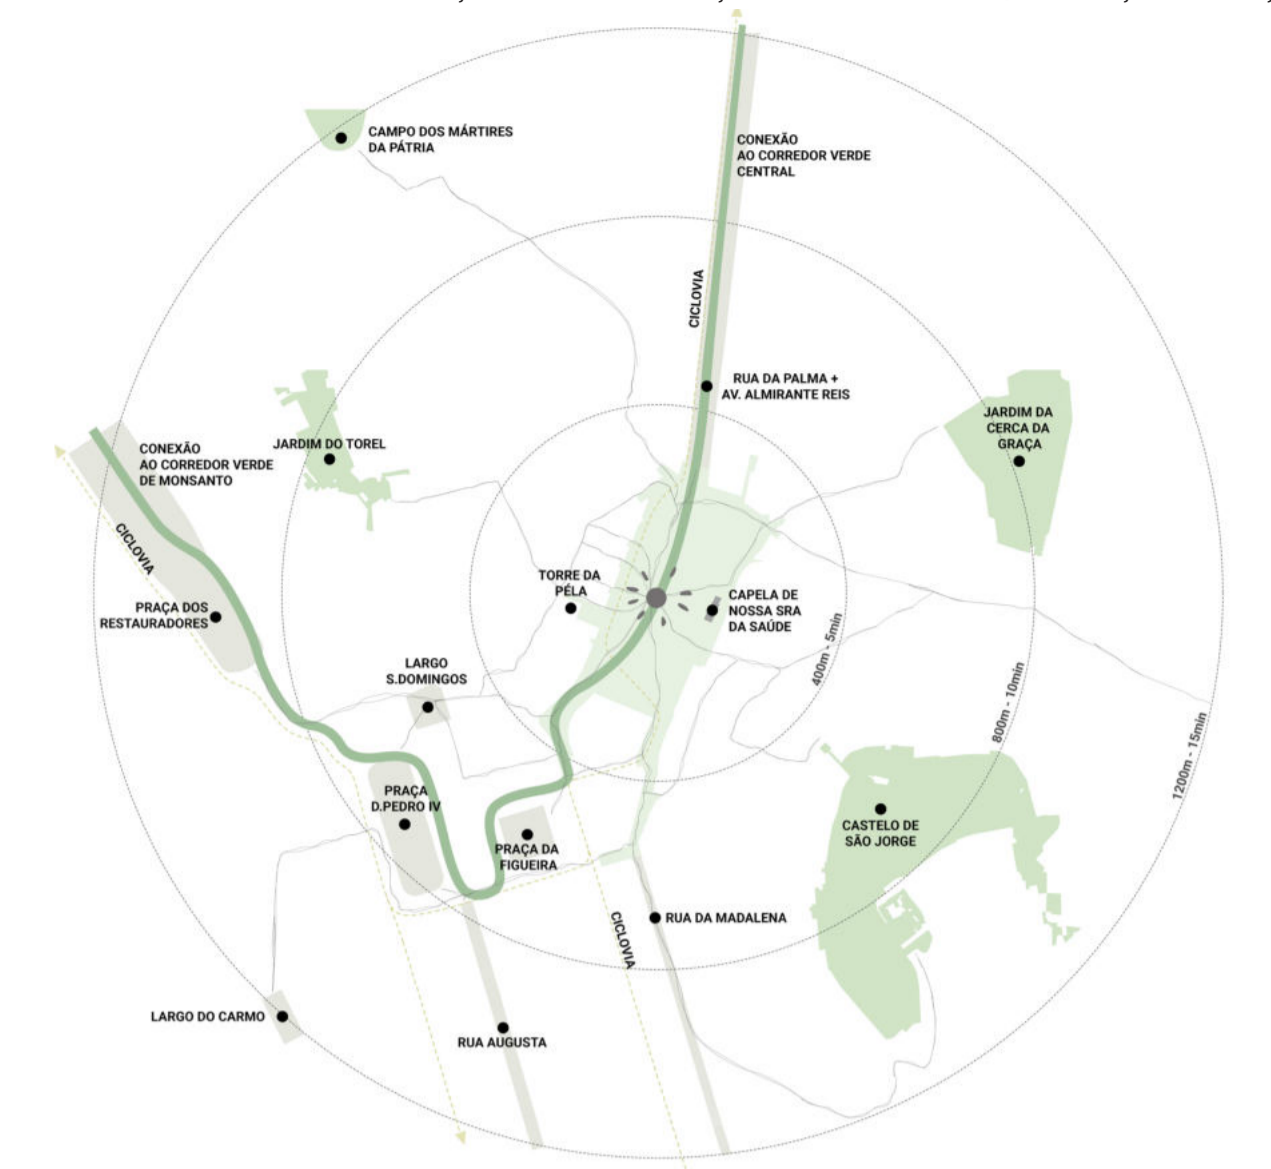 CAMPO DOS MÁRTIRES
DA PÁTRIA
CONEXÃO
AO CORREDOR VERDE
CENTRAL
CICLOVIA
RUA DA PALMA +
AV. ALMIRANTE REIS
JARDIM DA
CERCA DA
GRAÇA
JARDIM DO TOREL
CONEXÃO
AO CORREDOR VERDE
DE MONSANTO
CICLOVIA
TORRE DA
PÉLA
CAPELA DE
NOSSA SRA
DA SAÚDE
PRAÇA DOS
RESTAURADORES
400m - 5min
LARGO
S.DOMINGOS
800m - 10min
1200m - 15min
PRAÇA
D.PEDRO IV
CASTELO DE
SÃO JORGE
PRAÇA DA
FIGUEIRA
RUA DA MADALENA
CICLOVIA
LARGO DO CARMO
RUA AUGUSTA